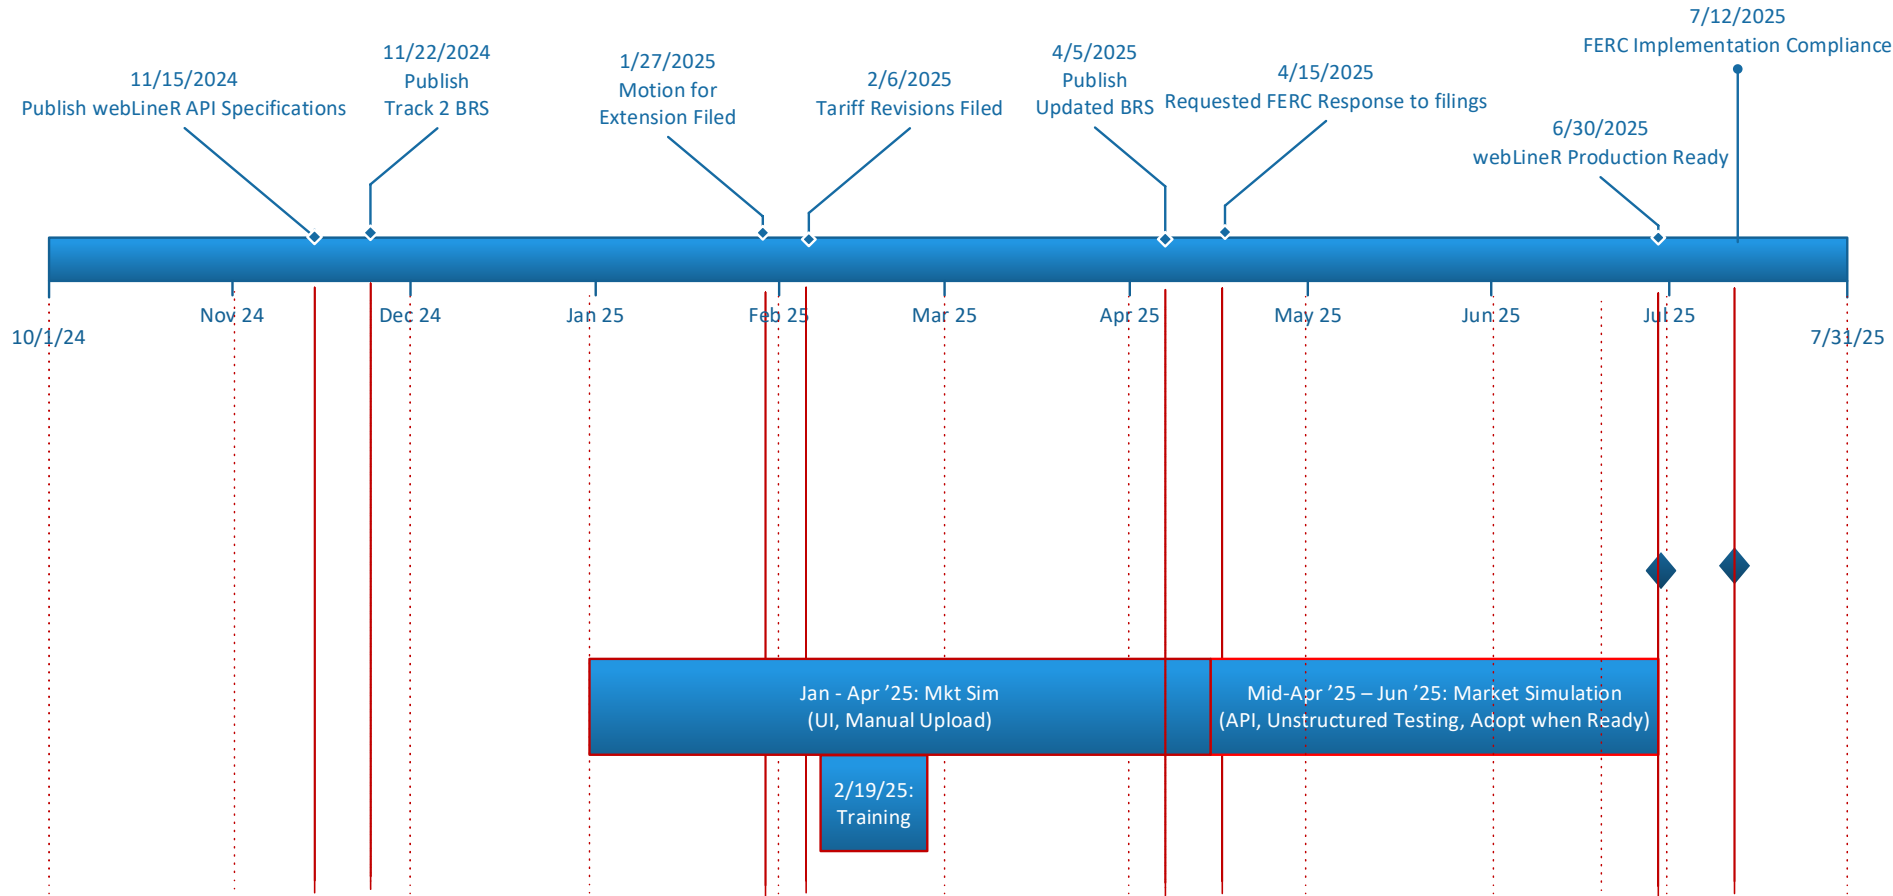 11/15/2024
Publish webLineR API Specifications
11/22/2024
Publish
Track 2 BRS
1/27/2025
Motion for
Extension Filed
2/6/2025
Tariff Revisions Filed
4/5/2025
Publish
Updated BRS
4/15/2025
Requested FERC Response to filings
6/30/2025
webLineR Production Ready
7/12/2025
FERC Implementation Compliance
10/1/24
Nov 24
Dec 24
Jan 25
Feb 25
Mar 25
Apr 25
May 25
Jun 25
Jul 25
7/31/25
Jan - Apr ’25: Mkt Sim
(UI, Manual Upload)
Mid-Apr ’25 – Jun ’25: Market Simulation
(API, Unstructured Testing, Adopt when Ready)
2/19/25:
Training